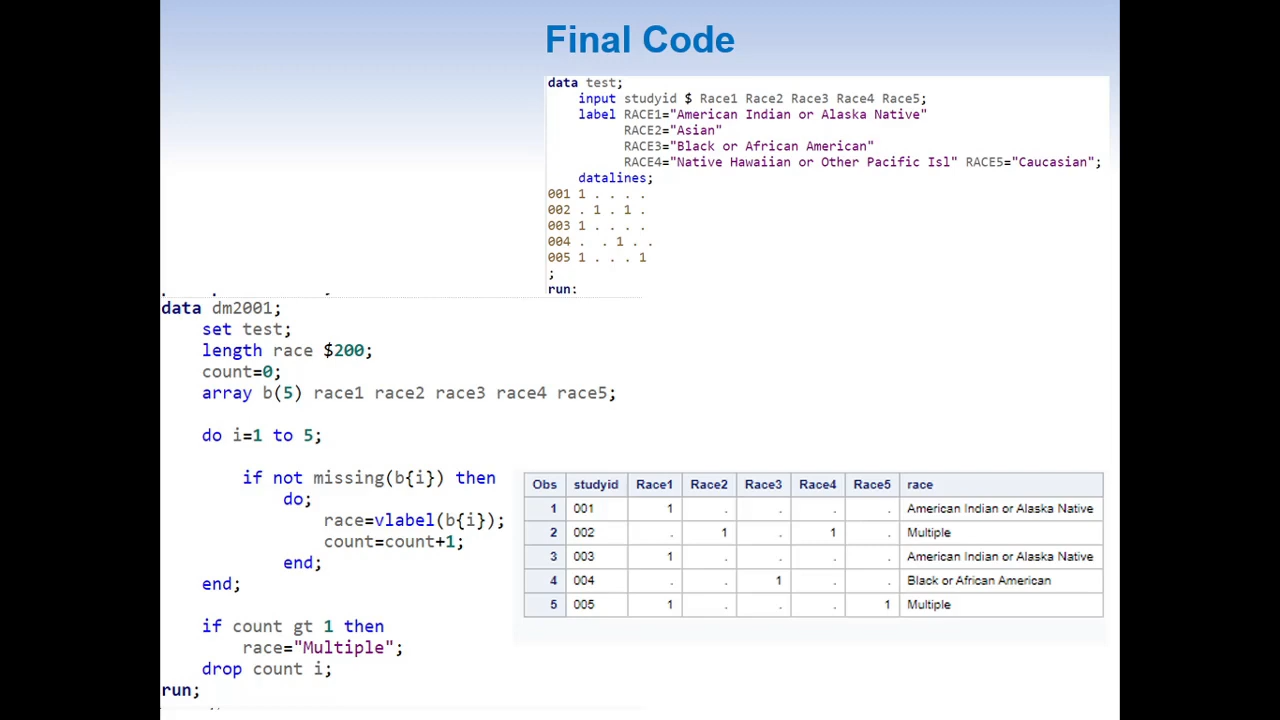 Final Code
data test;
input studyid $ Race1 Race2 Race3 Race4 Race5;
label RACE1="American Indian or Alaska Native"
RACE2="Asian"
RACE3="Black or African American"
RACE4="Native Hawaiian or Other Pacific Isl" RACE5="Caucasian";
datalines;
001 1 . . . .
002 . 1 . 1 .
003 1 . . . .
004 .  . 1 . .
005 1 . . . 1
;
run:
data dm2001;
set test;
length race $200;
count=0;
array b(5) race1 race2 race3 race4 race5;
do i=1 to 5;
if not missing(b{i}) then
do;
race=vlabel(b{i});
count=count+1;
end;
end;
if count gt 1 then
race="Multiple";
drop count i;
run;
Obs studyid Race1 Race2 Race3 Race4 Race5 race
1 001 1 . . . . American Indian or Alaska Native
2 002 . 1 . 1 . Multiple
3 003 1 . . . . American Indian or Alaska Native
4 004 . . 1 . . Black or African American
5 005 1 . . . 1 Multiple